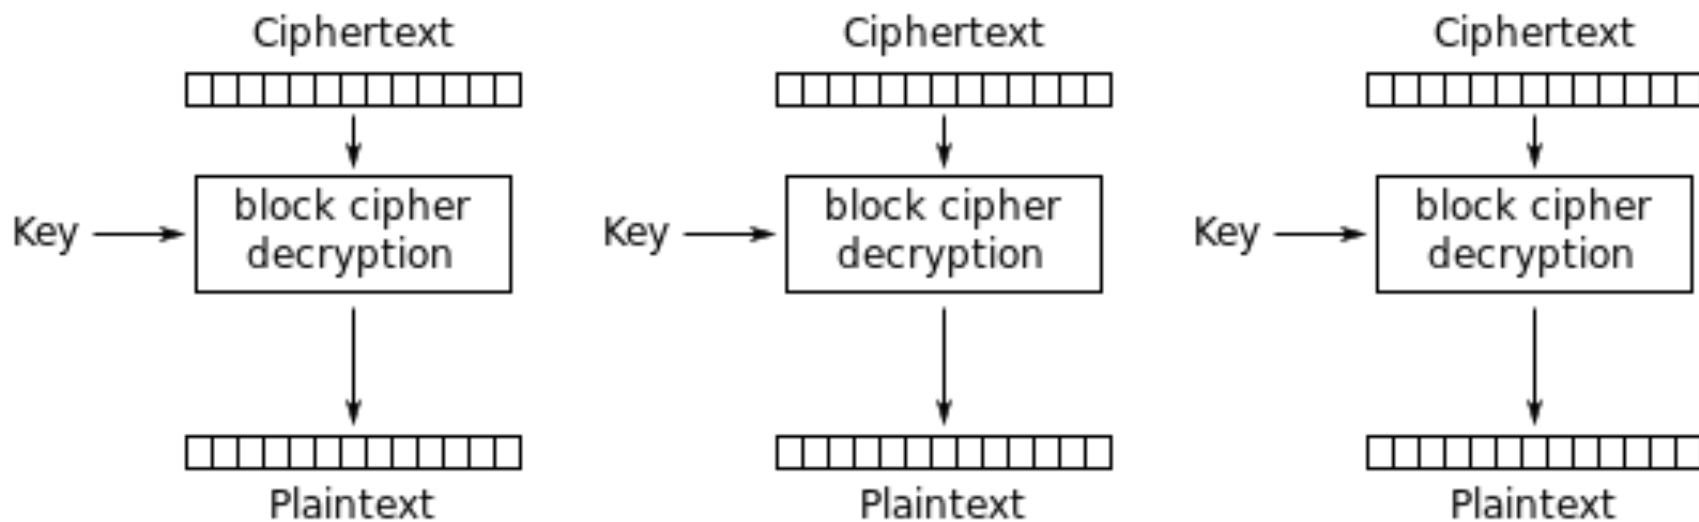 Ciphertext
Ciphertext
Ciphertext
Key
block cipher
decryption
Key
block cipher
decryption
Key
block cipher
decryption
Plaintext
Plaintext
Plaintext